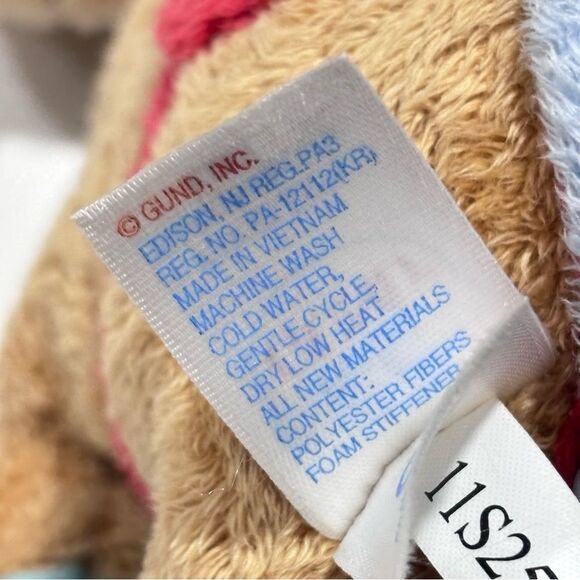 © GUND, INC.
EDISON, NJ REG.PA3
REG. NO. PA-12112(KR)
MADE IN VIETNAM
MACHINE WASH
COLD WATER,
GENTLE CYCLE,
DRY LOW HEAT
ALL NEW MATERIALS
CONTENT:
POLYESTER FIBERS
FOAM STIFFENER
11S25